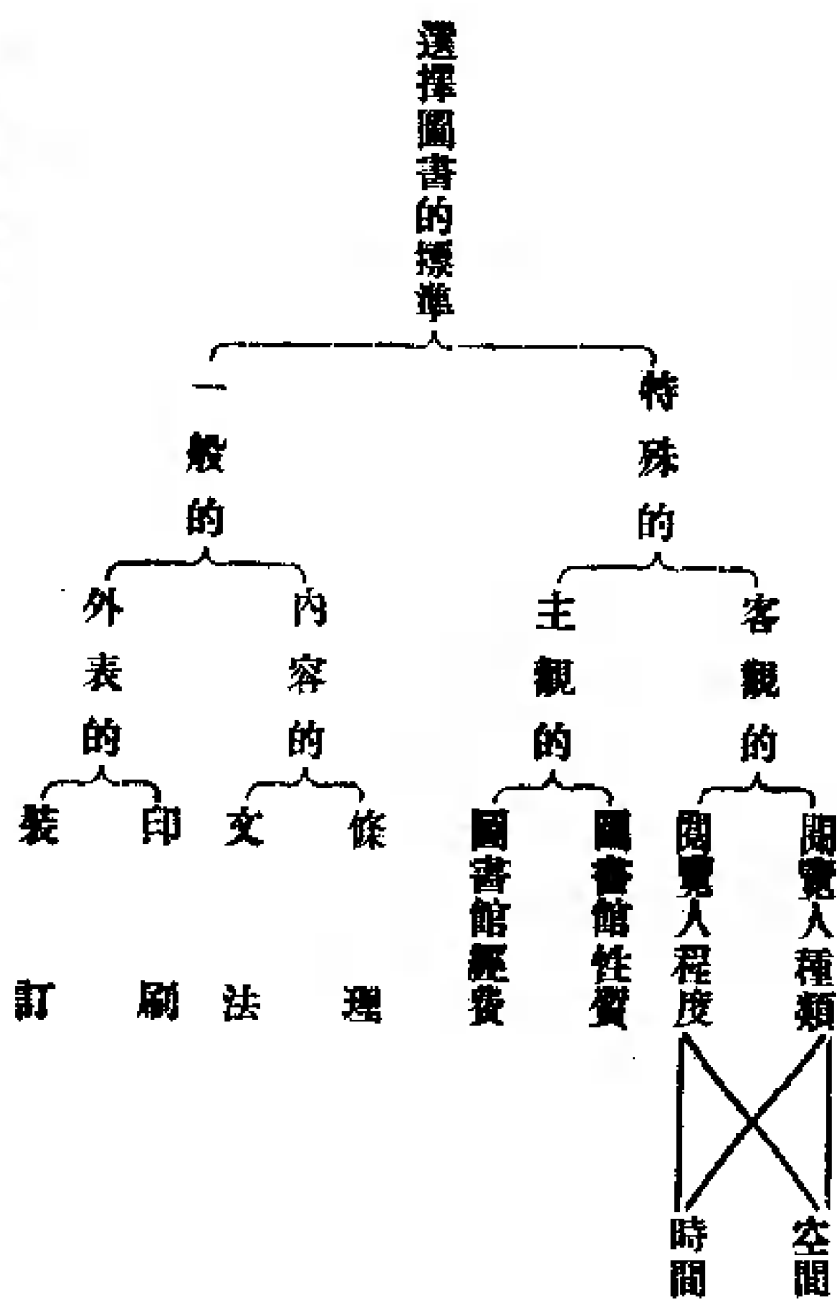 選擇圖書的標準
特殊的
一般的
客觀的
主觀的
內容的
外表的
閱覽人種類
閱覽人程度
圖書館性質
圖書館經費
條理
文法
印刷
裝訂
空間
時間